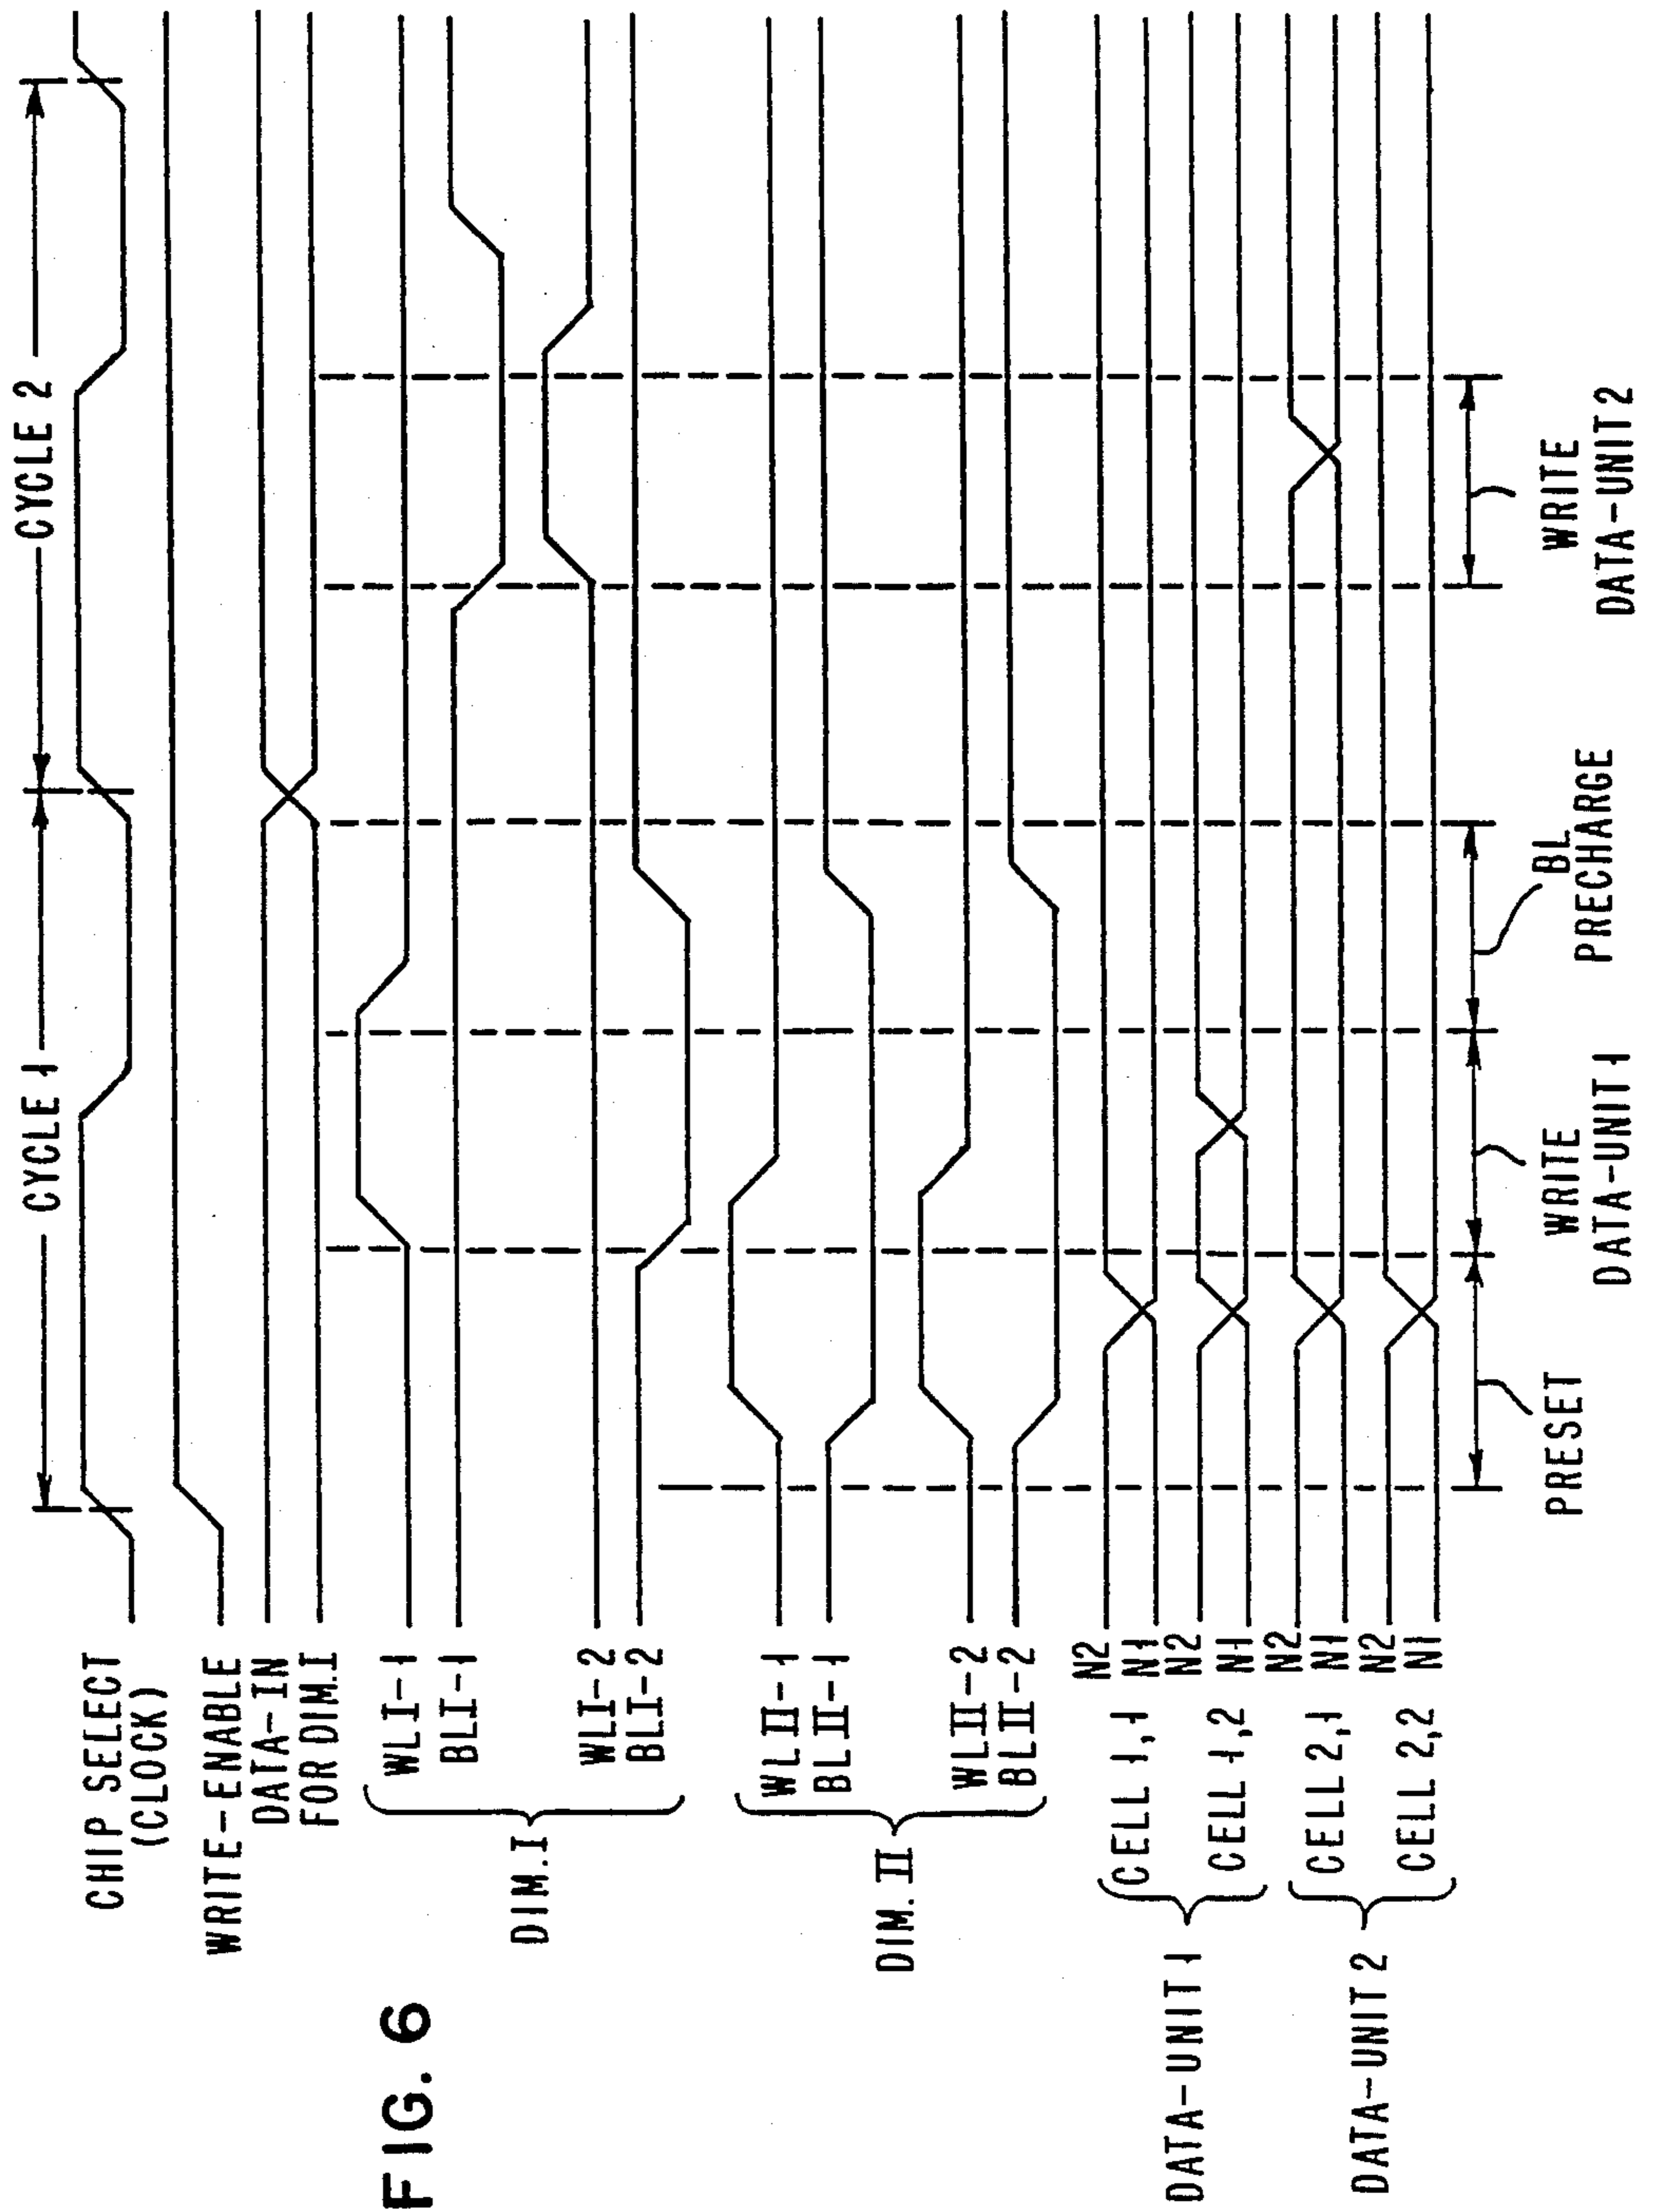 FIG. 6
CYCLE 1
CYCLE 2
CHIP SELECT
(CLOCK)
WRITE-ENABLE
DATA-IN
FOR DIM.I
DIM.I
WLI-1
BLI-1
WLI-2
BLI-2
DIM.II
WLII-1
BLII-1
WLII-2
BLII-2
DATA-UNIT 1
CELL 1,1
N2
N1
CELL 1,2
N2
N1
DATA-UNIT 2
CELL 2,1
N2
N1
CELL 2,2
N2
N1
PRESET
WRITE
DATA-UNIT 1
BL
PRECHARGE
WRITE
DATA-UNIT 2